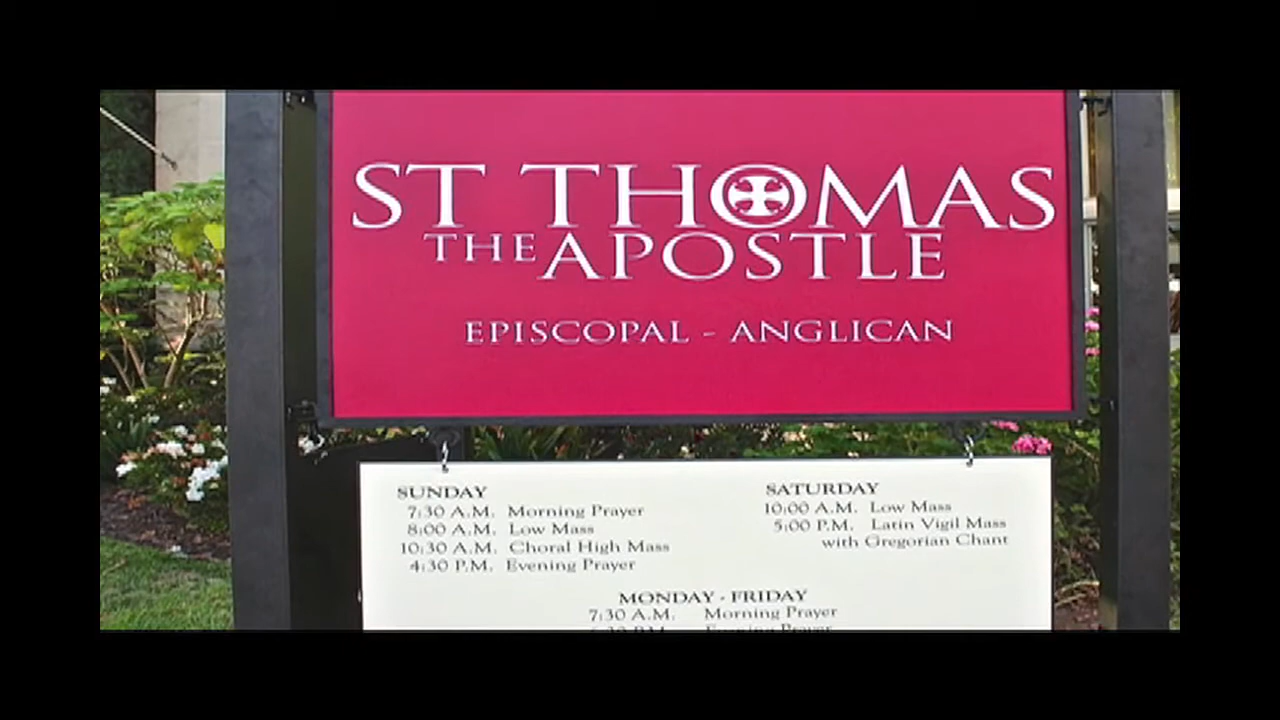 ST THOMAS
THE APOSTLE
EPISCOPAL - ANGLICAN
SUNDAY
7:30 A.M. Morning Prayer
8:00 A.M. Low Mass
10:30 A.M. Choral High Mass
4:30 P.M. Evening Prayer
SATURDAY
10:00 A.M. Low Mass
5:00 P.M. Latin Vigil Mass
with Gregorian Chant
MONDAY - FRIDAY
7:30 A.M. Morning Prayer
Evening Prayer